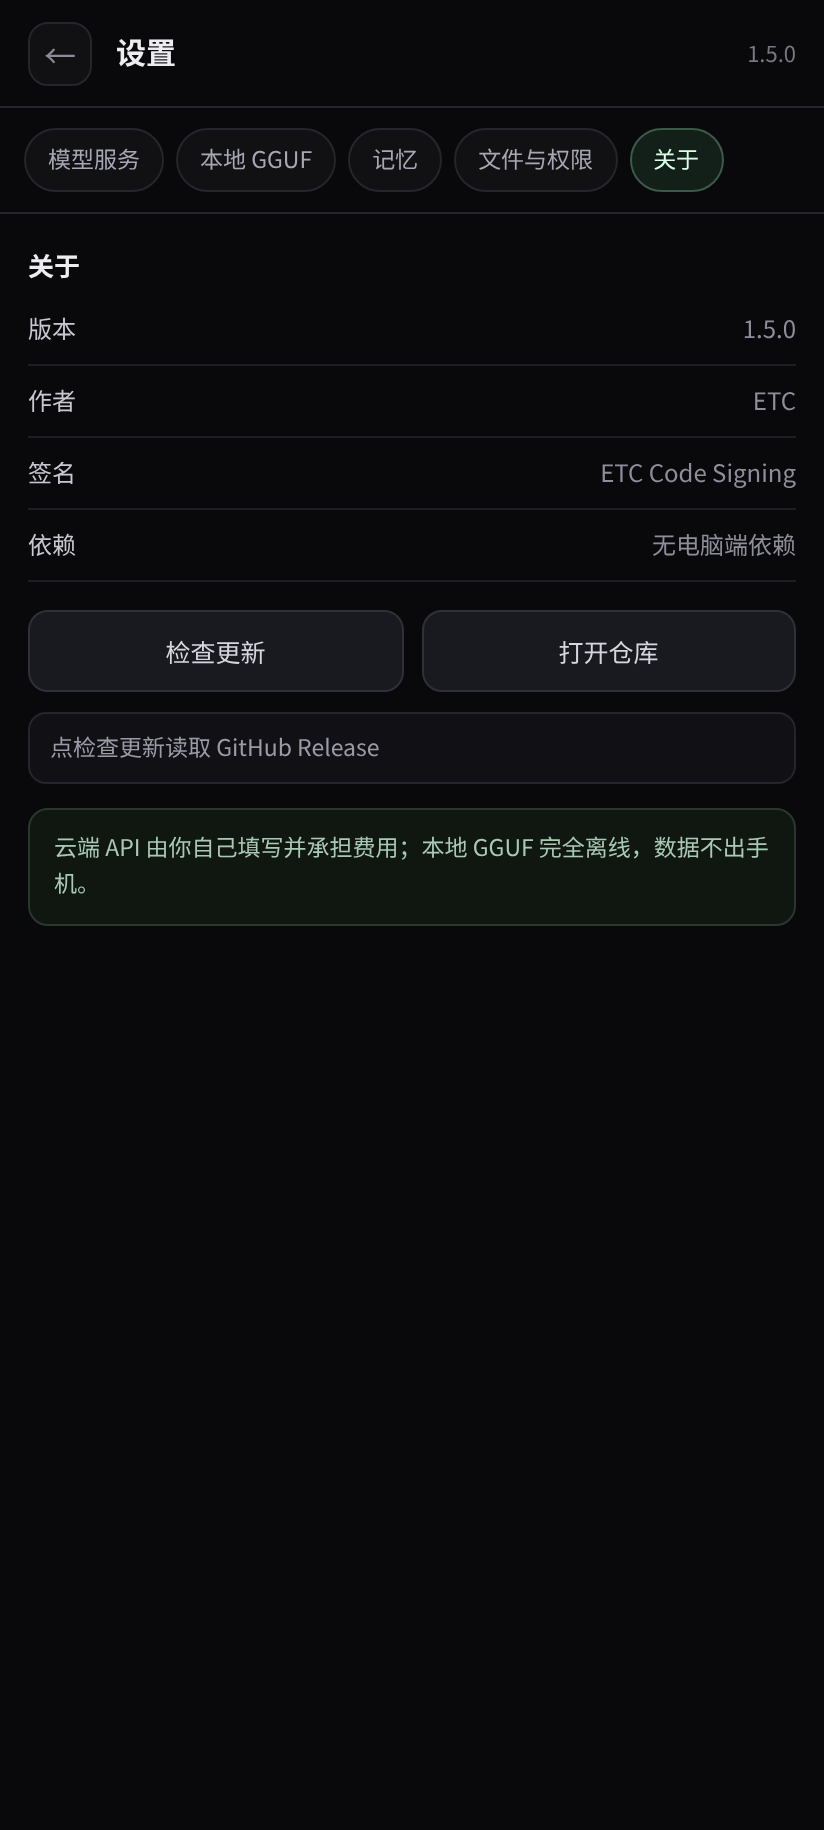 ←
设置
1.5.0
模型服务
本地 GGUF
记忆
文件与权限
关于
关于
版本
1.5.0
作者
ETC
签名
ETC Code Signing
依赖
无电脑端依赖
检查更新
打开仓库
点检查更新读取 GitHub Release
云端 API 由你自己填写并承担费用；本地 GGUF 完全离线，数据不出手
机。